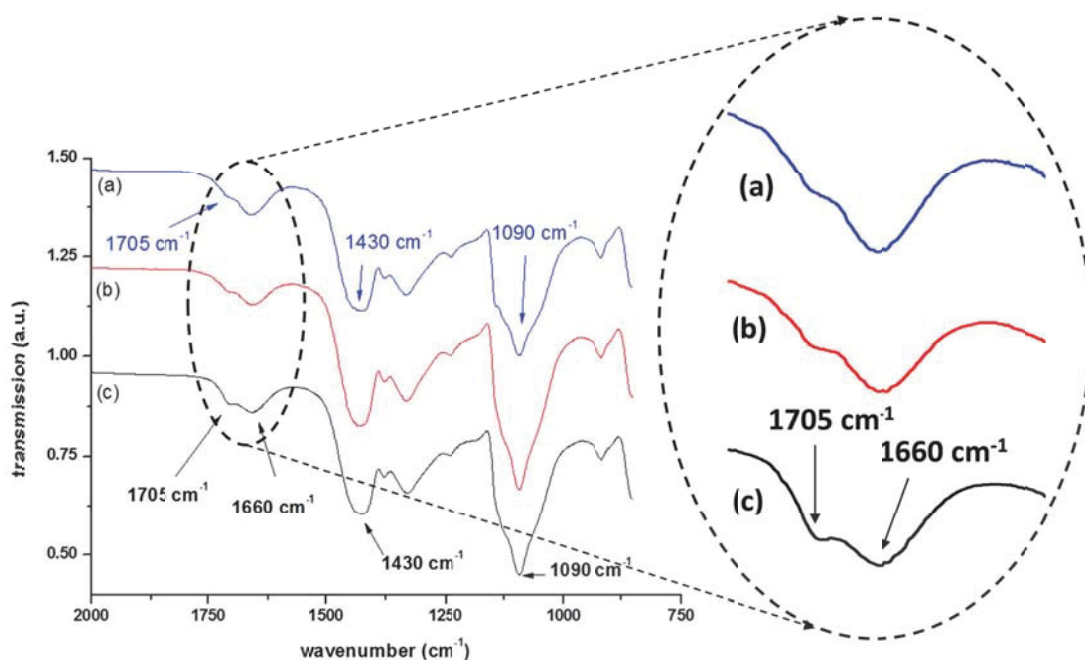 1.50
(a)
1705 cm⁻¹
1430 cm⁻¹
1090 cm⁻¹
1.25
(b)
1.00
(c)
0.75
1705 cm⁻¹
1660 cm⁻¹
1430 cm⁻¹
1090 cm⁻¹
0.50
2000
1750
1500
1250
1000
750
wavenumber (cm⁻¹)
transmission (a.u.)
(a)
(b)
1705 cm⁻¹
1660 cm⁻¹
(c)